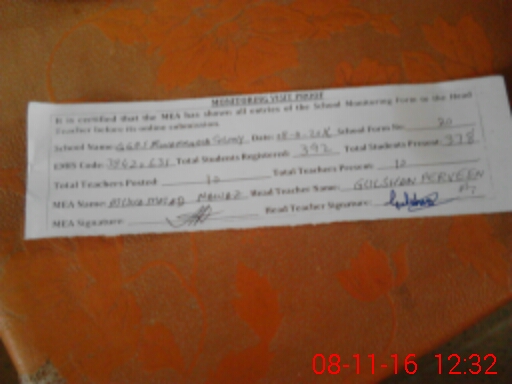 MONITORING VISIT PROOF
It is certified that the MEA has shown all entries of the School Monitoring Form to the Head
Teacher before its online submission.
School Name: GGES Colony Date: School Form No. 20
EMIS Code: Total Students Registered: 392 Total Students Present: 378
Total Teachers Posted: 10 Total Teachers Present: 10
MEA Name: NAWAZ Head Teacher Name: GULSHAN PERVEEN
MEA Signature: Head Teacher Signature:
08-11-16 12:32